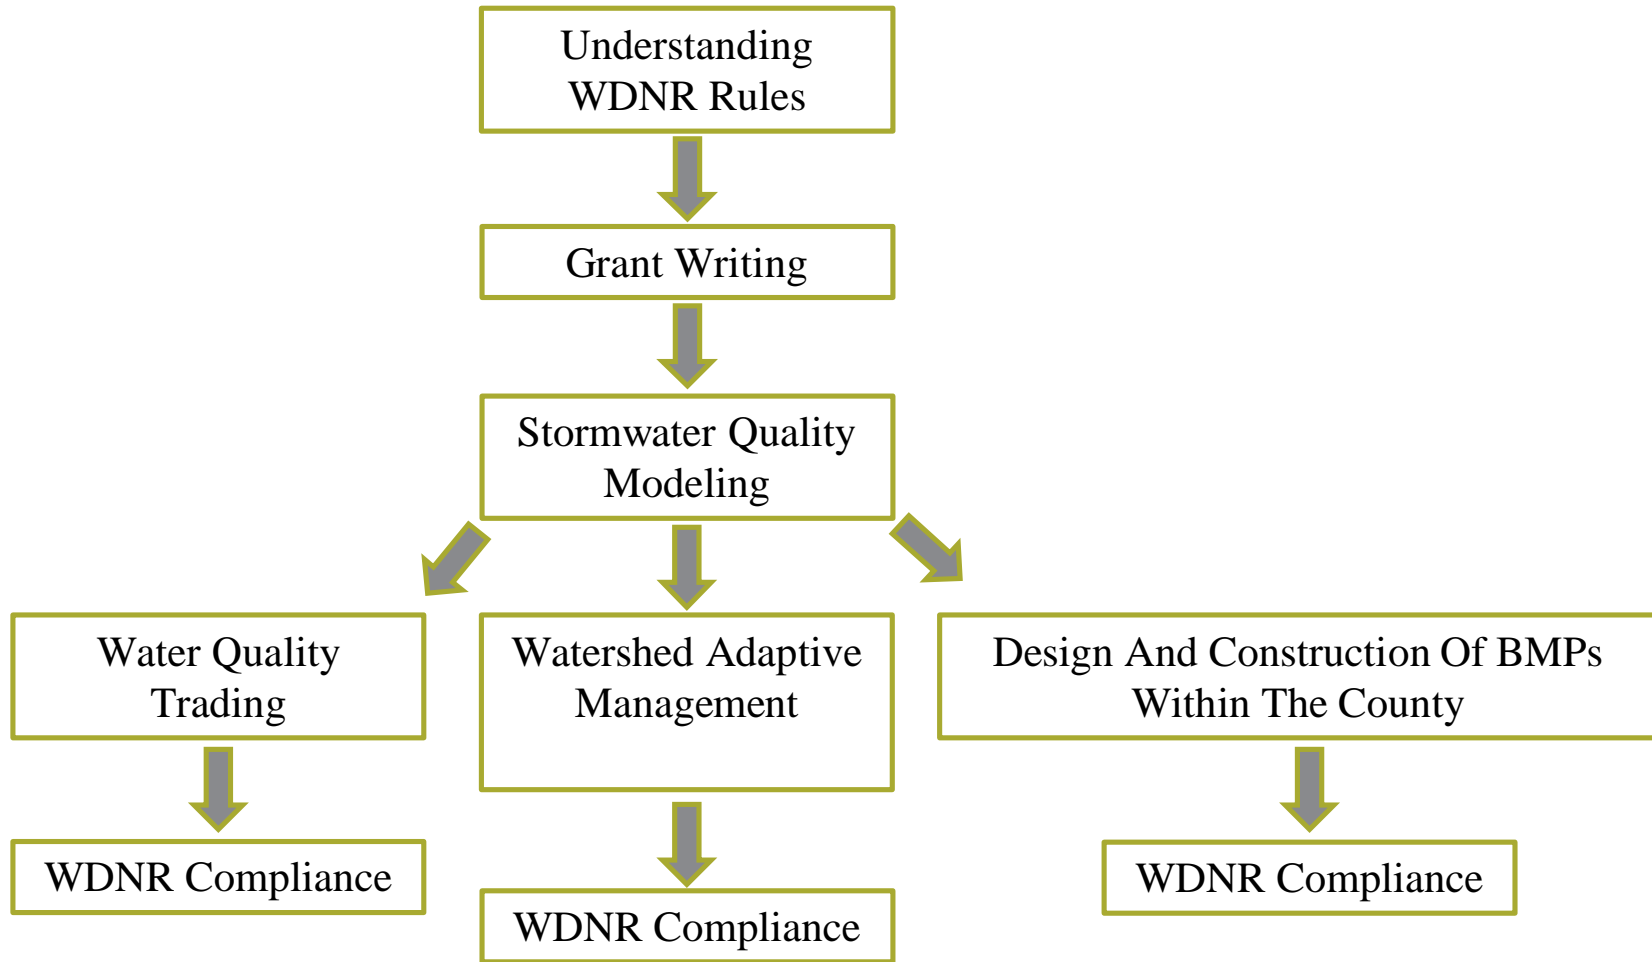 Understanding
WDNR Rules
Grant Writing
Stormwater Quality
Modeling
Water Quality
Trading
Watershed Adaptive
Management
Design And Construction Of BMPs
Within The County
WDNR Compliance
WDNR Compliance
WDNR Compliance